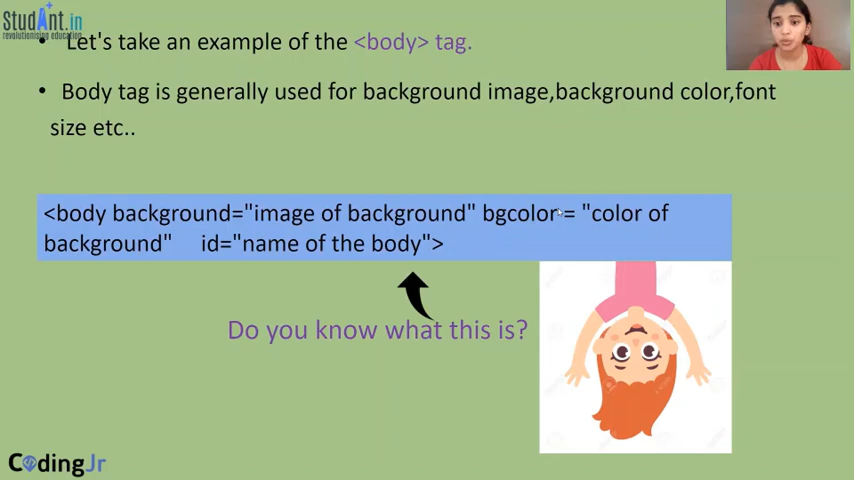 StudAnt.in
revolutionising education
• Let's take an example of the <body> tag.
• Body tag is generally used for background image,background color,font
size etc..
<body background="image of background" bgcolor= "color of
background" id="name of the body">
Do you know what this is?
CodingJr